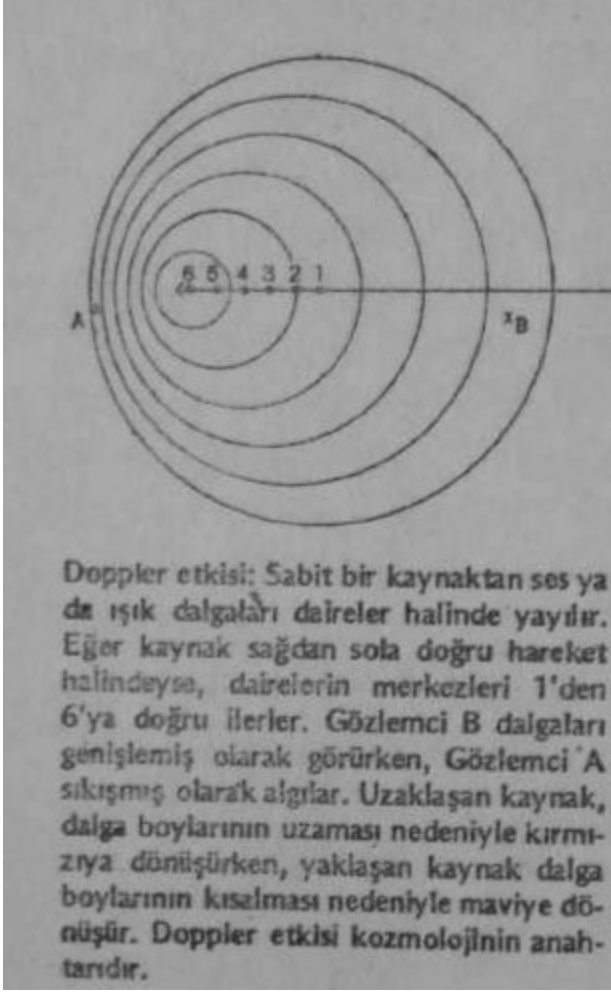 6 5 4 3 2 1
A
xB
Doppler etkisi: Sabit bir kaynaktan ses ya
da ışık dalgaları daireler halinde yayılır.
Eğer kaynak sağdan sola doğru hareket
halindeyse, dairelerin merkezleri 1'den
6'ya doğru ilerler. Gözlemci B dalgaları
genişlemiş olarak görürken, Gözlemci A
sıkışmış olarak algılar. Uzaklaşan kaynak,
dalga boylarının uzaması nedeniyle kırmı-
zıya dönüşürken, yaklaşan kaynak dalga
boylarının kısalması nedeniyle maviye dö-
nüşür. Doppler etkisi kozmolojinin anah-
tarıdır.